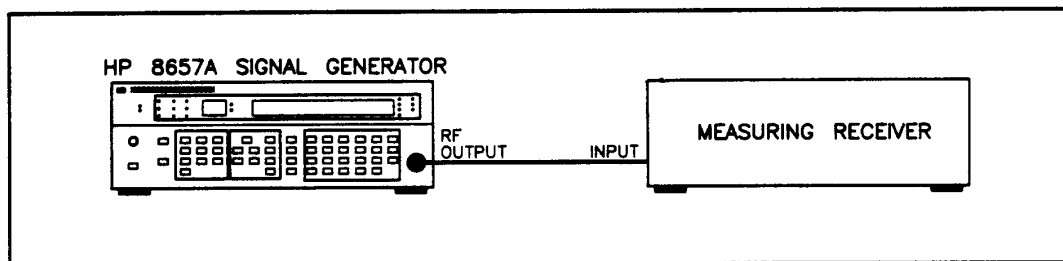 HP 8657A SIGNAL GENERATOR
RF
OUTPUT
INPUT
MEASURING RECEIVER